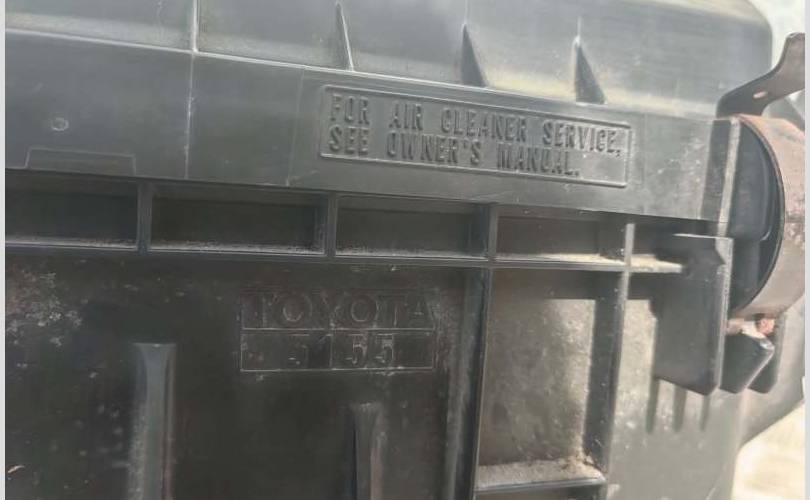 FOR AIR CLEANER SERVICE,
SEE OWNER'S MANUAL.
TOYOTA
5155